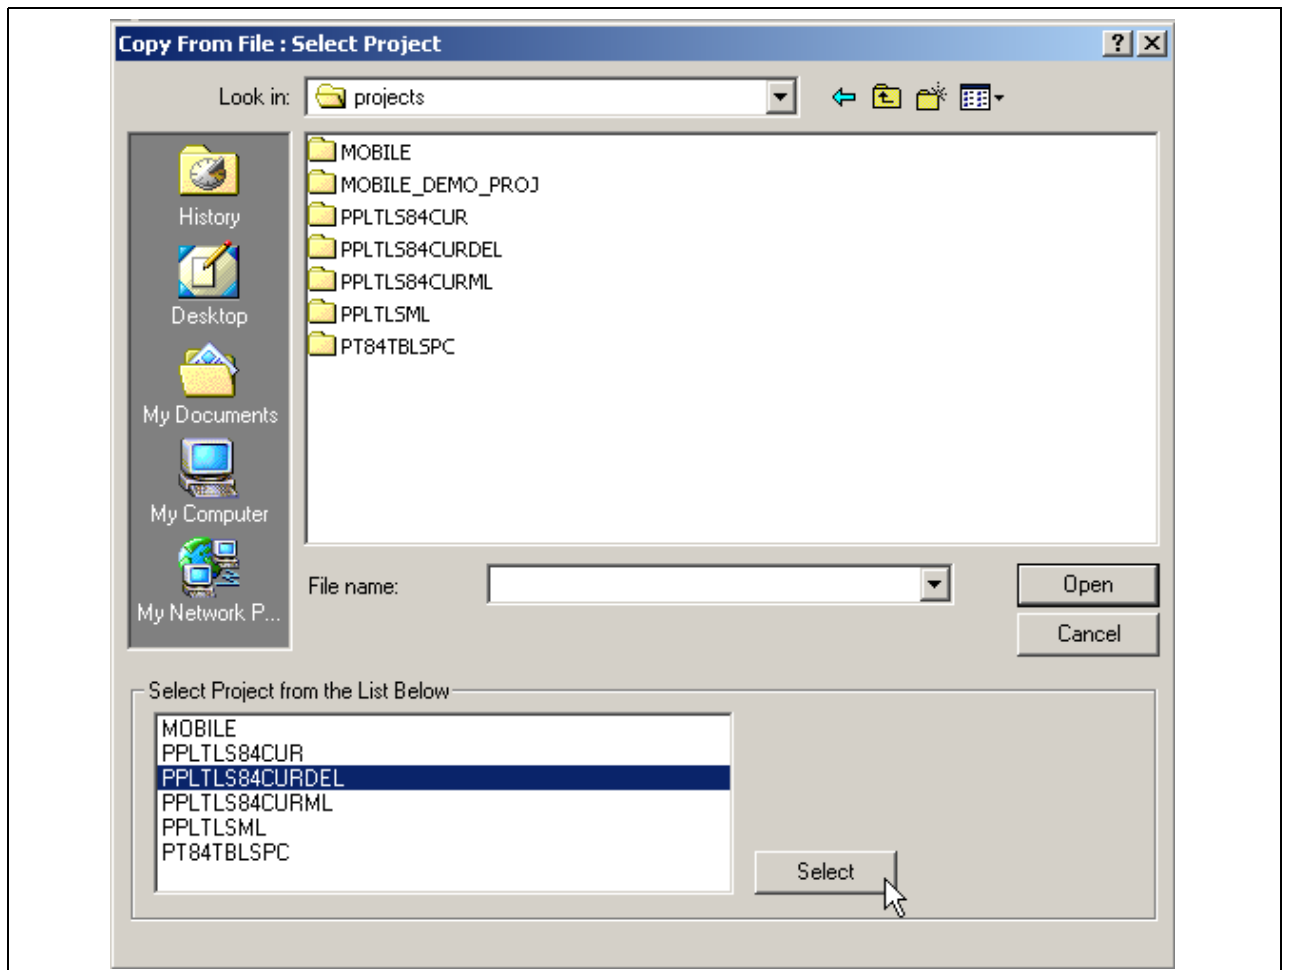 Copy From File : Select Project
Look in: projects
History
Desktop
My Documents
My Computer
My Network P...
MOBILE
MOBILE_DEMO_PROJ
PPLTLS84CUR
PPLTLS84CURDEL
PPLTLS84CURML
PPLTLSML
PT84TBLSPC
File name:
Open
Cancel
Select Project from the List Below
MOBILE
PPLTLS84CUR
PPLTLS84CURDEL
PPLTLS84CURML
PPLTLSML
PT84TBLSPC
Select